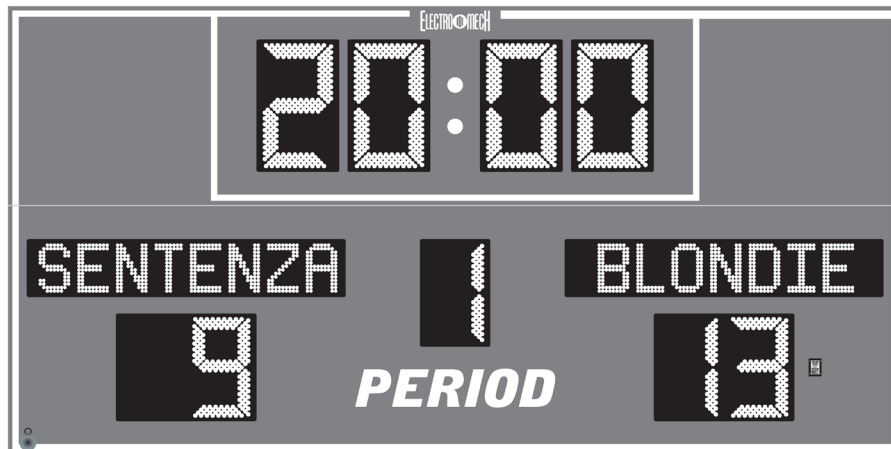 ELECTRO-MECH
20:00
SENTENZA 1 BLONDIE
9 13
PERIOD